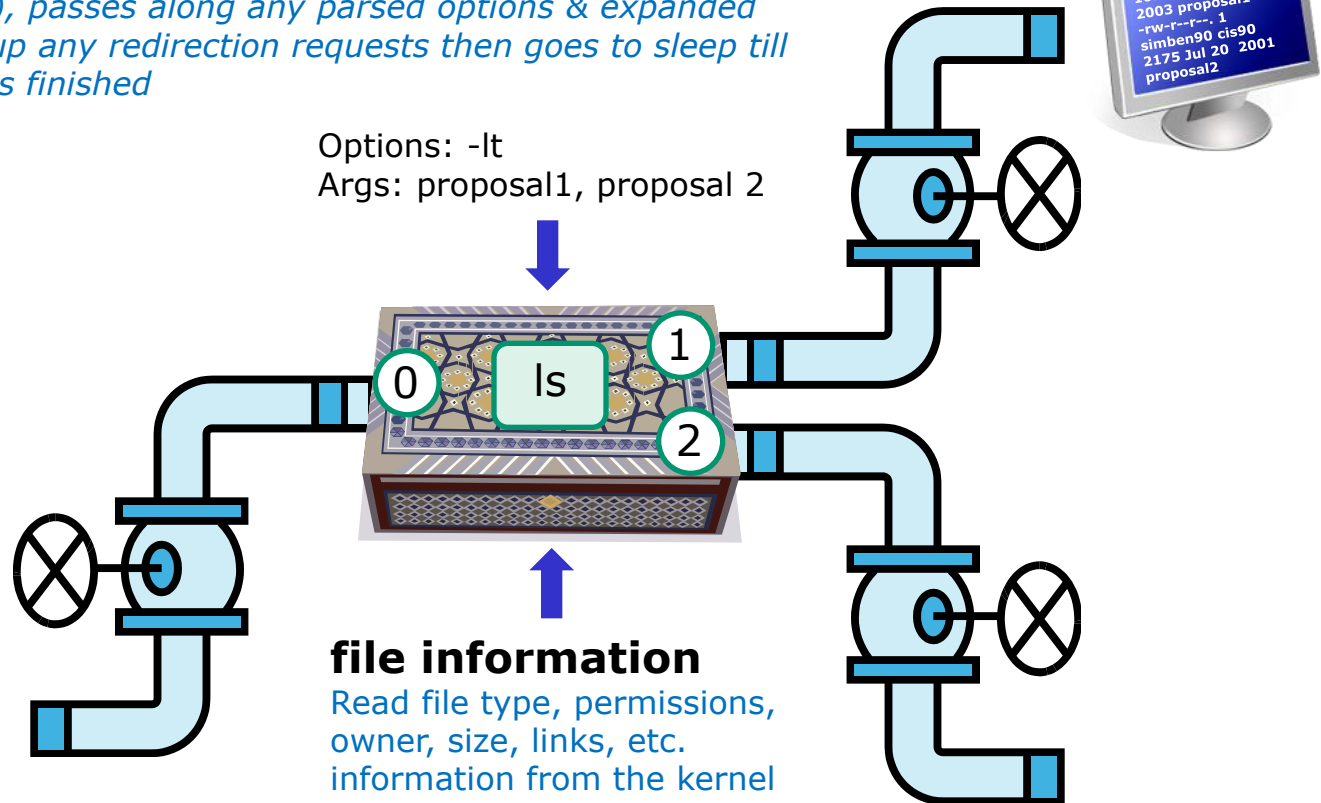 ), passes along any parsed options & expanded
up any redirection requests then goes to sleep till
s finished
2003 proposal1
-rw-r--r--. 1
simben90 cis90
2175 Jul 20 2001
proposal2
Options: -lt
Args: proposal1, proposal 2
0
ls
1
2
file information
Read file type, permissions,
owner, size, links, etc.
information from the kernel